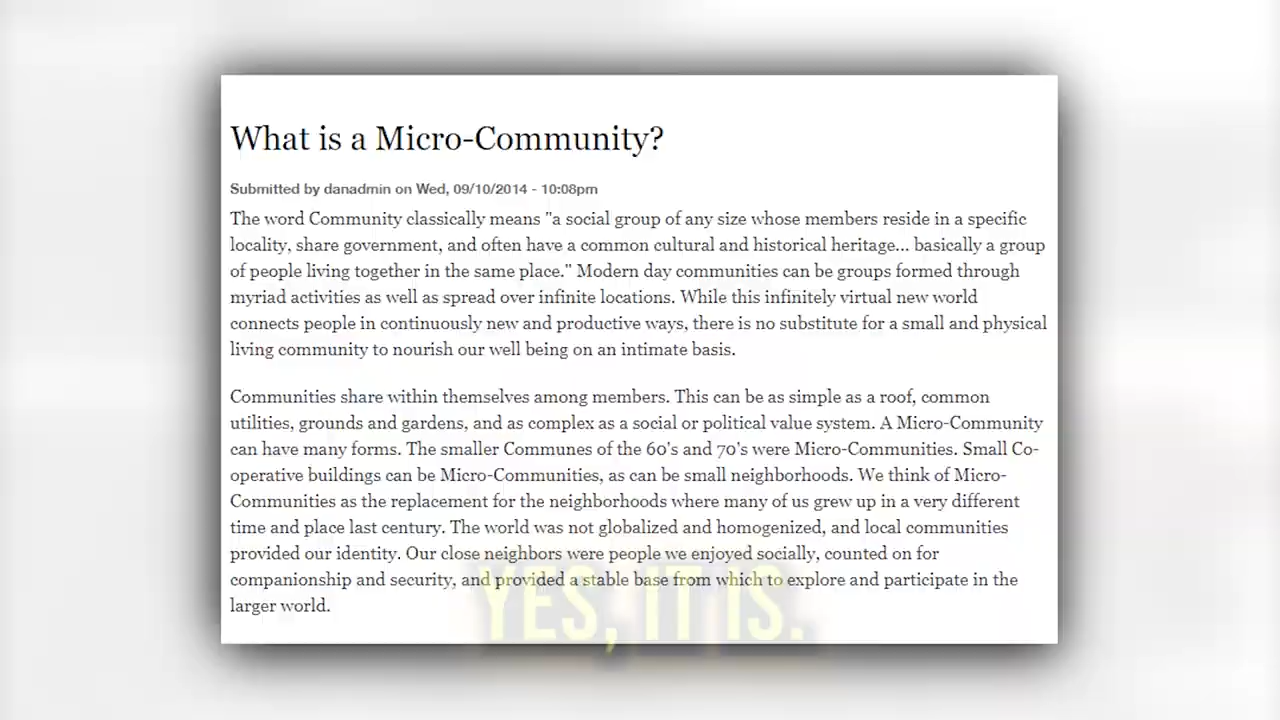 What is a Micro-Community?
Submitted by danadmin on Wed, 09/10/2014 - 10:08pm
The word Community classically means "a social group of any size whose members reside in a specific
locality, share government, and often have a common cultural and historical heritage... basically a group
of people living together in the same place." Modern day communities can be groups formed through
myriad activities as well as spread over infinite locations. While this infinitely virtual new world
connects people in continuously new and productive ways, there is no substitute for a small and physical
living community to nourish our well being on an intimate basis.
Communities share within themselves among members. This can be as simple as a roof, common
utilities, grounds and gardens, and as complex as a social or political value system. A Micro-Community
can have many forms. The smaller Communes of the 60's and 70's were Micro-Communities. Small Co-
operative buildings can be Micro-Communities, as can be small neighborhoods. We think of Micro-
Communities as the replacement for the neighborhoods where many of us grew up in a very different
time and place last century. The world was not globalized and homogenized, and local communities
provided our identity. Our close neighbors were people we enjoyed socially, counted on for
companionship and security, and provided a stable base from which to explore and participate in the
larger world.
YES, IT IS.